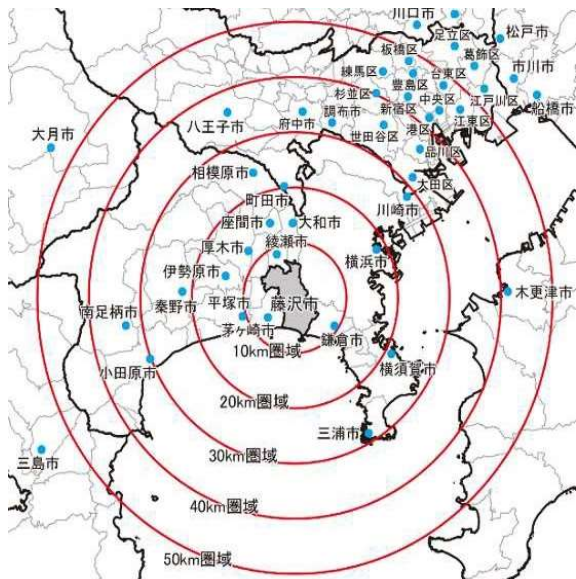 川口市
足立区
松戸市
板橋区
葛飾区
練馬区
豊島区
台東区
市川市
杉並区
新宿区
中央区
江戸川区
船橋市
大月市
八王子市
府中市
調布市
世田谷区
港区
江東区
品川区
相模原市
町田市
太田区
川崎市
座間市
大和市
厚木市
綾瀬市
横浜市
伊勢原市
秦野市
平塚市
藤沢市
木更津市
南足柄市
茅ヶ崎市
鎌倉市
10km圏域
小田原市
横須賀市
20km圏域
三浦市
30km圏域
三島市
40km圏域
50km圏域